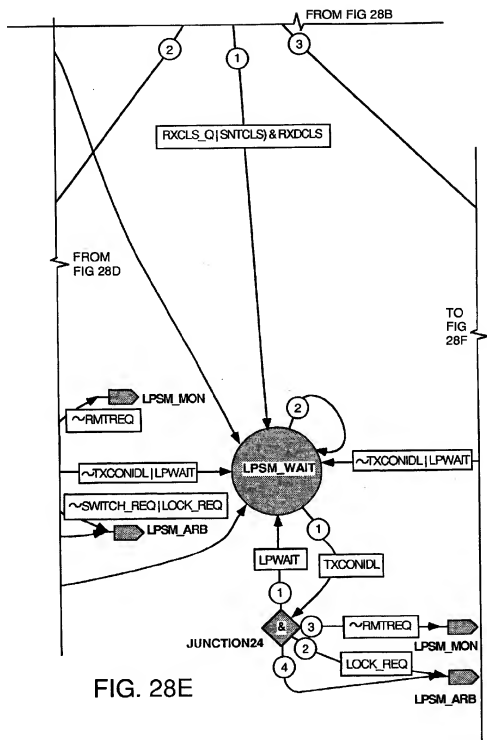 FROM FIG 28B
2
1
3
RXCLS_Q|SNTCLS) & RXDCLS
FROM
FIG 28D
TO
FIG
28F
LPSM_MON
~RMTREQ
2
LPSM_WAIT
~TXCONIDL|LPWAIT
~TXCONIDL|LPWAIT
~SWITCH_REQ|LOCK_REQ
LPSM_ARB
1
LPWAIT
TXCONIDL
1
&
3
~RMTREQ
JUNCTION24
2
LPSM_MON
4
LOCK_REQ
LPSM_ARB
FIG. 28E